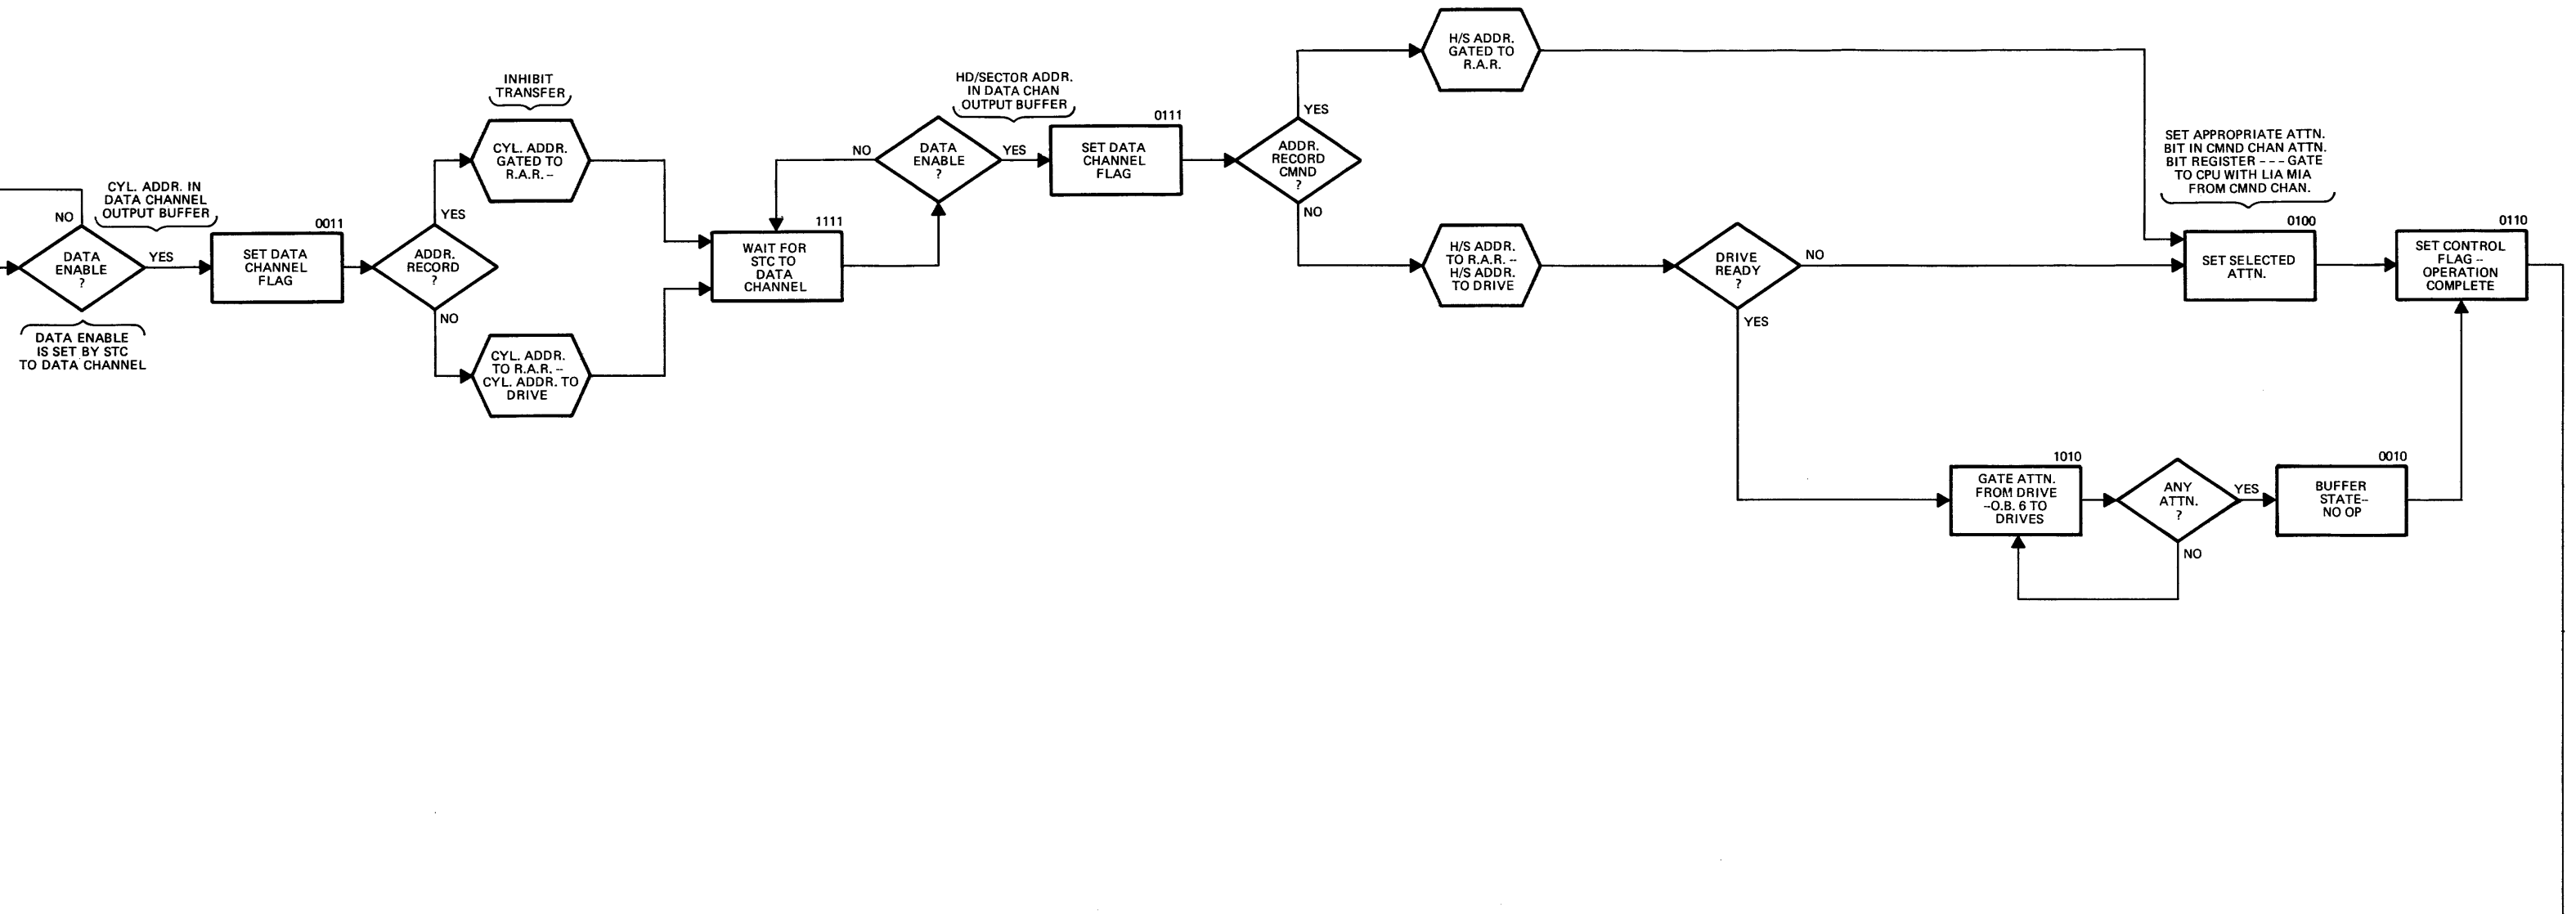 NO
CYL. ADDR. IN
DATA CHANNEL
OUTPUT BUFFER
DATA
ENABLE
?
YES
DATA ENABLE
IS SET BY STC
TO DATA CHANNEL
0011
SET DATA
CHANNEL
FLAG
ADDR.
RECORD
?
YES
NO
INHIBIT
TRANSFER
CYL. ADDR.
GATED TO
R.A.R. --
CYL. ADDR.
TO R.A.R. --
CYL. ADDR. TO
DRIVE
1111
WAIT FOR
STC TO
DATA
CHANNEL
NO
DATA
ENABLE
?
YES
HD/SECTOR ADDR.
IN DATA CHAN
OUTPUT BUFFER
0111
SET DATA
CHANNEL
FLAG
YES
ADDR.
RECORD
CMND
?
NO
H/S ADDR.
GATED TO
R.A.R.
H/S ADDR.
TO R.A.R. --
H/S ADDR.
TO DRIVE
DRIVE
READY
?
NO
YES
SET APPROPRIATE ATTN.
BIT IN CMND CHAN ATTN.
BIT REGISTER - - - GATE
TO CPU WITH LIA MIA
FROM CMND CHAN.
0100
SET SELECTED
ATTN.
0110
SET CONTROL
FLAG --
OPERATION
COMPLETE
1010
GATE ATTN.
FROM DRIVE
--O.B. 6 TO
DRIVES
ANY
ATTN.
?
YES
NO
0010
BUFFER
STATE--
NO OP